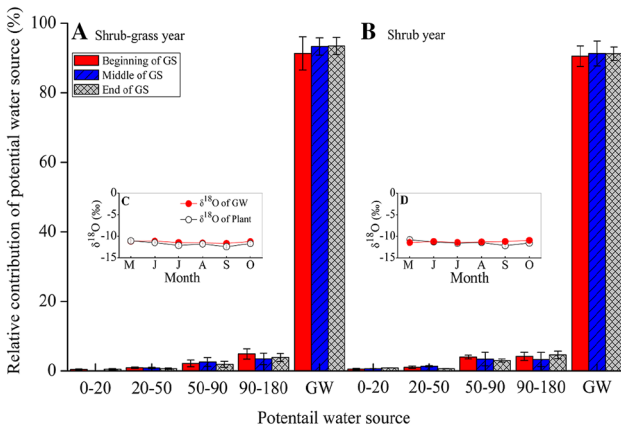 Relative contribution of potential water source (%)
100
80
60
40
20
0
A Shrub-grass year
Beginning of GS
Middle of GS
End of GS
B Shrub year
δ18O (‰)
0
-5
-10
-15
C
δ18O of GW
δ18O of Plant
M J J A S O
Month
δ18O (‰)
0
-5
-10
-15
D
M J J A S O
Month
0-20 20-50 50-90 90-180 GW 0-20 20-50 50-90 90-180 GW
Potentail water source